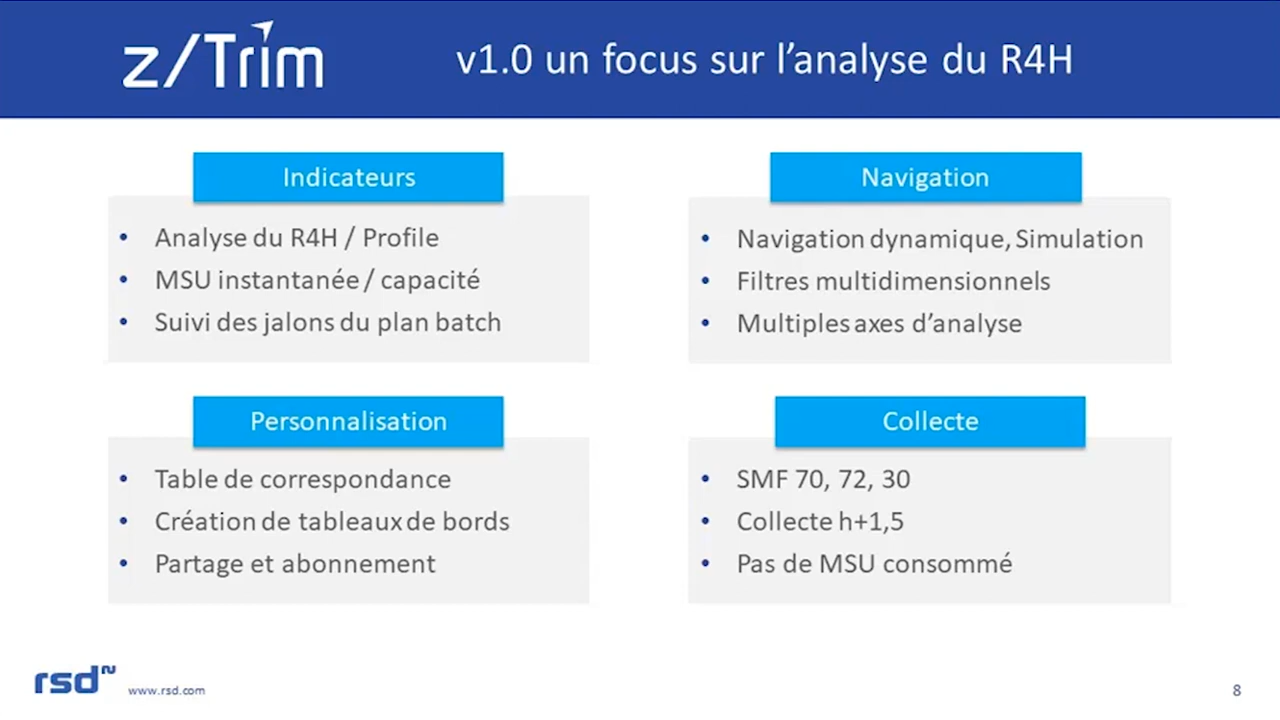 z/Trim
v1.0 un focus sur l’analyse du R4H
Indicateurs
• Analyse du R4H / Profile
• MSU instantanée / capacité
• Suivi des jalons du plan batch
Navigation
• Navigation dynamique, Simulation
• Filtres multidimensionnels
• Multiples axes d’analyse
Personnalisation
• Table de correspondance
• Création de tableaux de bords
• Partage et abonnement
Collecte
• SMF 70, 72, 30
• Collecte h+1,5
• Pas de MSU consommé
rsd
www.rsd.com
8